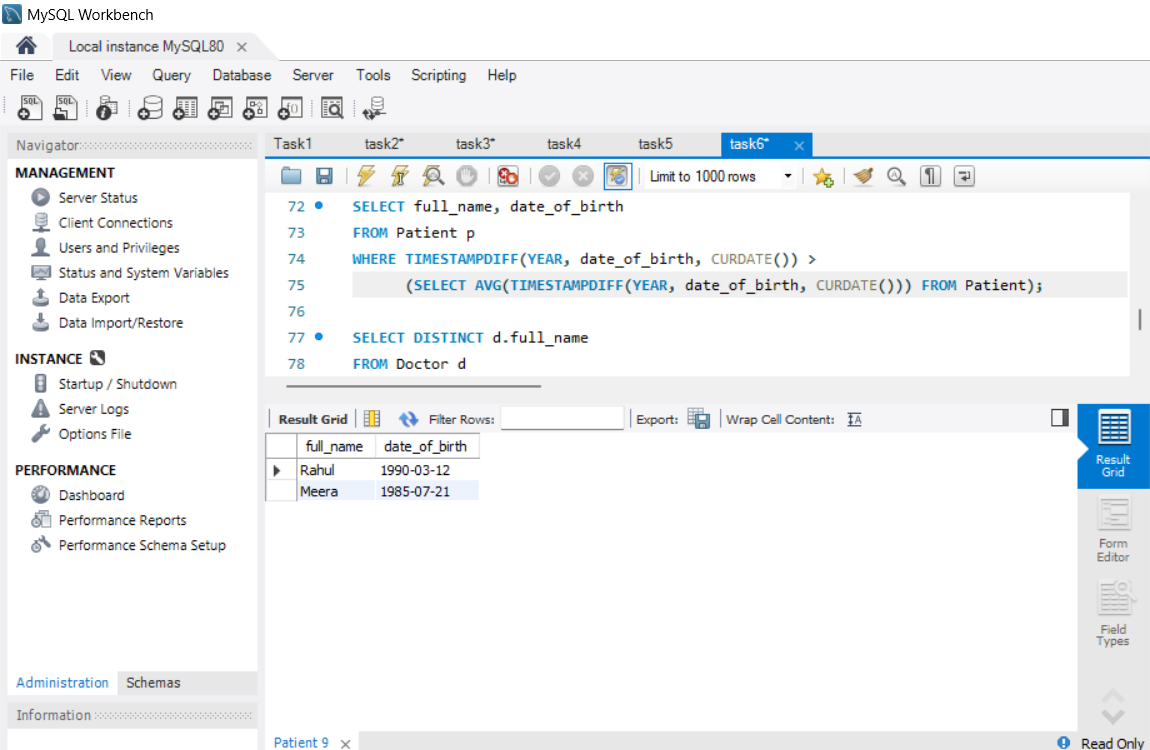 MySQL Workbench
Local instance MySQL80
File Edit View Query Database Server Tools Scripting Help
Navigator
MANAGEMENT
Server Status
Client Connections
Users and Privileges
Status and System Variables
Data Export
Data Import/Restore
INSTANCE
Startup / Shutdown
Server Logs
Options File
PERFORMANCE
Dashboard
Performance Reports
Performance Schema Setup
Administration Schemas
Information
Task1 task2* task3* task4 task5 task6*
Limit to 1000 rows
72 SELECT full_name, date_of_birth
73 FROM Patient p
74 WHERE TIMESTAMPDIFF(YEAR, date_of_birth, CURDATE()) >
75 (SELECT AVG(TIMESTAMPDIFF(YEAR, date_of_birth, CURDATE())) FROM Patient);
76
77 SELECT DISTINCT d.full_name
78 FROM Doctor d
Result Grid Filter Rows: Export: Wrap Cell Content:
full_name date_of_birth
Rahul 1990-03-12
Meera 1985-07-21
Result
Grid
Form
Editor
Field
Types
Patient 9
Read Only